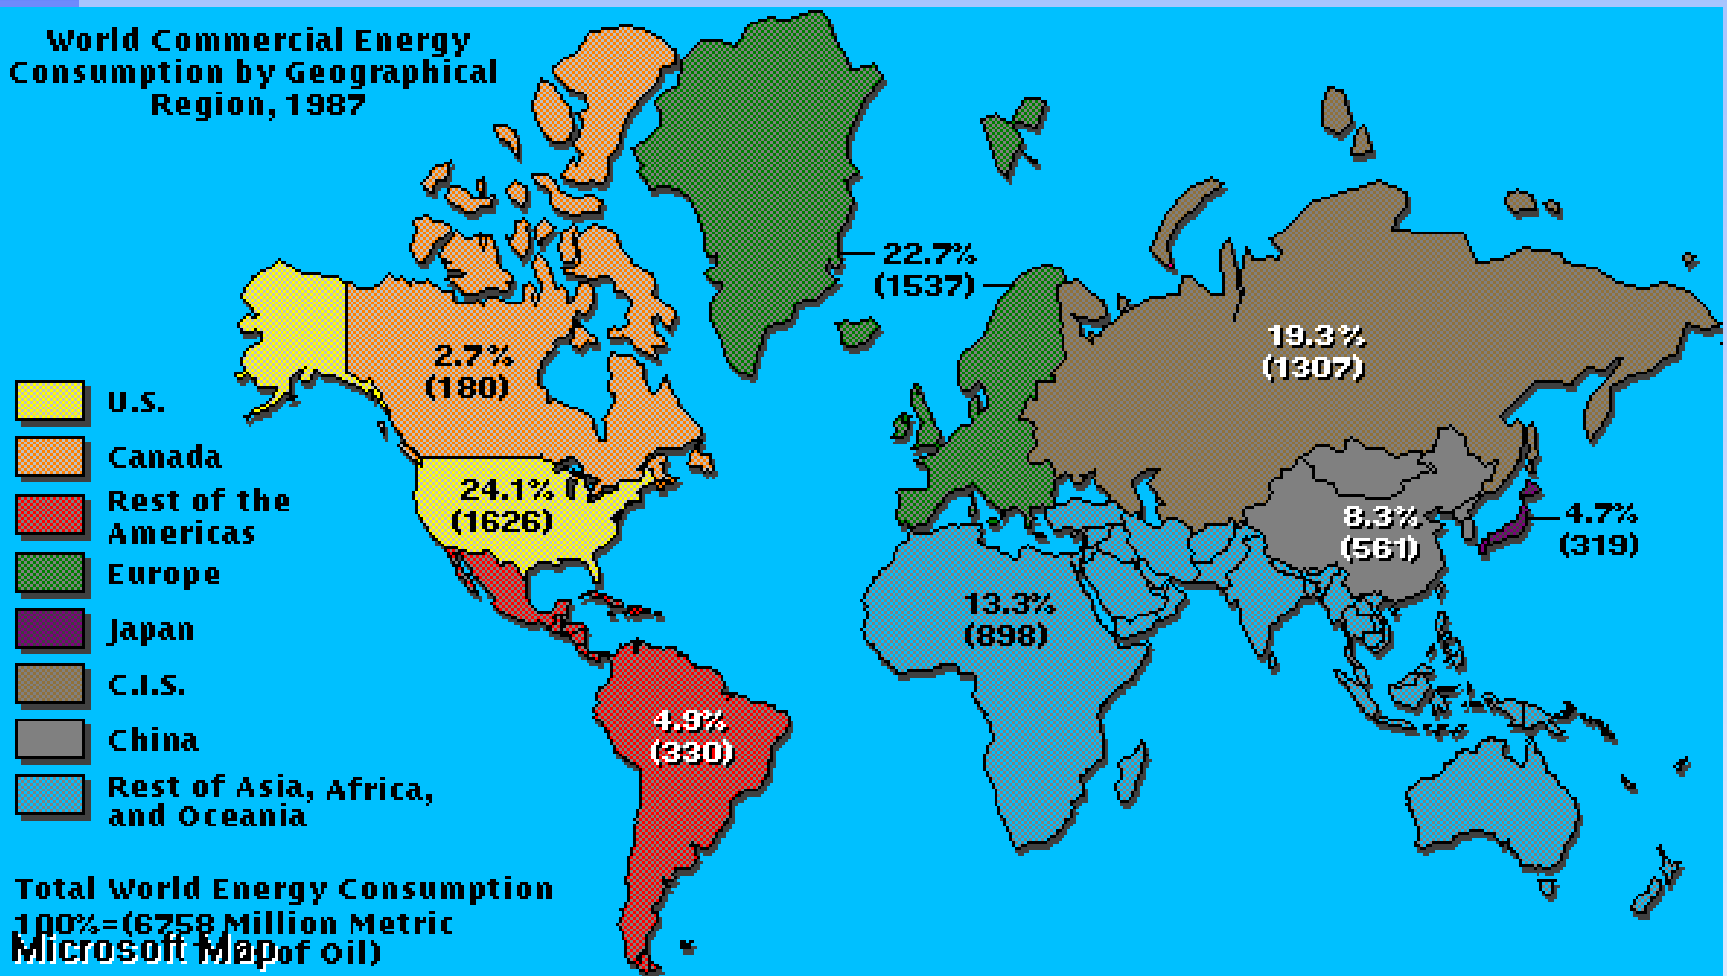 World Commercial Energy
Consumption by Geographical
Region, 1987
22.7%
(1537)
19.3%
(1307)
2.7%
(180)
U.S.
Canada
24.1%
(1626)
Rest of the
Americas
8.3%
(561)
4.7%
(319)
Europe
13.3%
(898)
Japan
C.I.S.
4.9%
(330)
China
Rest of Asia, Africa,
and Oceania
Total World Energy Consumption
100%=(6758 Million Metric
of Oil)
Microsoft Map